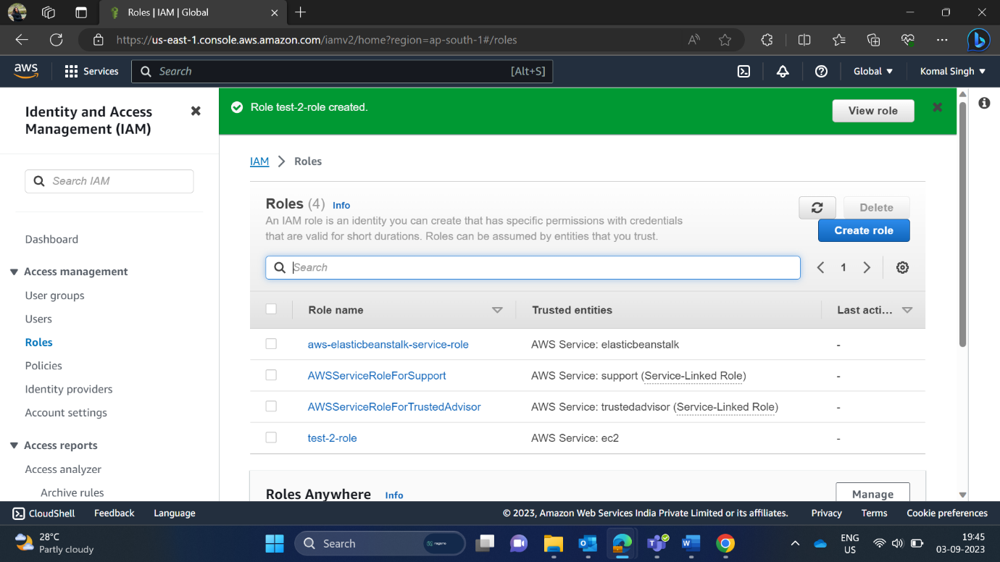 Roles | IAM | Global
https://us-east-1.console.aws.amazon.com/iamv2/home?region=ap-south-1#/roles
aws
Services
Search
[Alt+S]
Global
Komal Singh
Identity and Access
Management (IAM)
Search IAM
Dashboard
Access management
User groups
Users
Roles
Policies
Identity providers
Account settings
Access reports
Access analyzer
Archive rules
Role test-2-role created.
View role
IAM
Roles
Roles (4) Info
An IAM role is an identity you can create that has specific permissions with credentials
that are valid for short durations. Roles can be assumed by entities that you trust.
Delete
Create role
Search
1
Role name Trusted entities Last acti...
aws-elasticbeanstalk-service-role AWS Service: elasticbeanstalk -
AWSServiceRoleForSupport AWS Service: support (Service-Linked Role) -
AWSServiceRoleForTrustedAdvisor AWS Service: trustedadvisor (Service-Linked Role) -
test-2-role AWS Service: ec2 -
Roles Anywhere Info
Manage
CloudShell Feedback Language © 2023, Amazon Web Services India Private Limited or its affiliates. Privacy Terms Cookie preferences
28°C
Partly cloudy
Search
ENG
US
19:45
03-09-2023